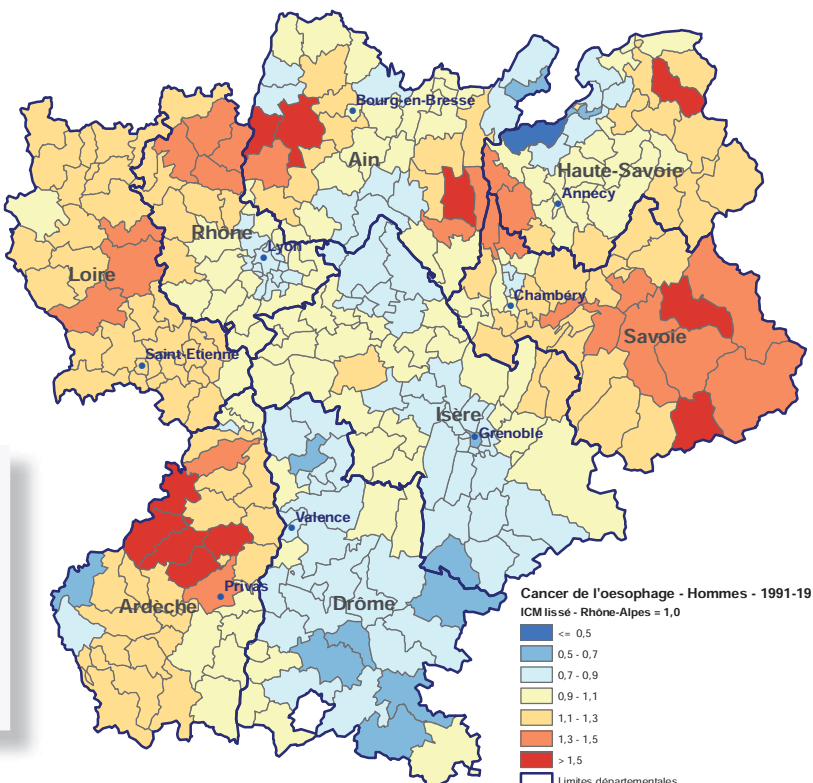 Bourg-en-Bresse
Ain
Haute-Savoie
Annecy
Rhône
Lyon
Loire
Chambéry
Savoie
Saint-Etienne
Isère
Grenoble
Valence
Privas
Ardèche
Drôme
Cancer de l'oesophage - Hommes - 1991-19
ICM lissé - Rhône-Alpes = 1,0
<= 0,5
0,5 - 0,7
0,7 - 0,9
0,9 - 1,1
1,1 - 1,3
1,3 - 1,5
> 1,5
Limites départementales